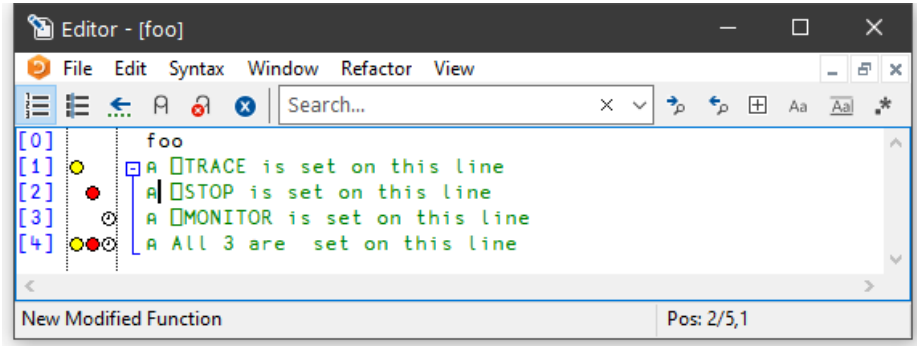 Editor - [foo]
File Edit Syntax Window Refactor View
Search...
Aa Aa| .*
[0] foo
[1] ⍝ ⎕TRACE is set on this line
[2] ⍝ ⎕STOP is set on this line
[3] ⍝ ⎕MONITOR is set on this line
[4] ⍝ All 3 are  set on this line
New Modified Function Pos: 2/5,1